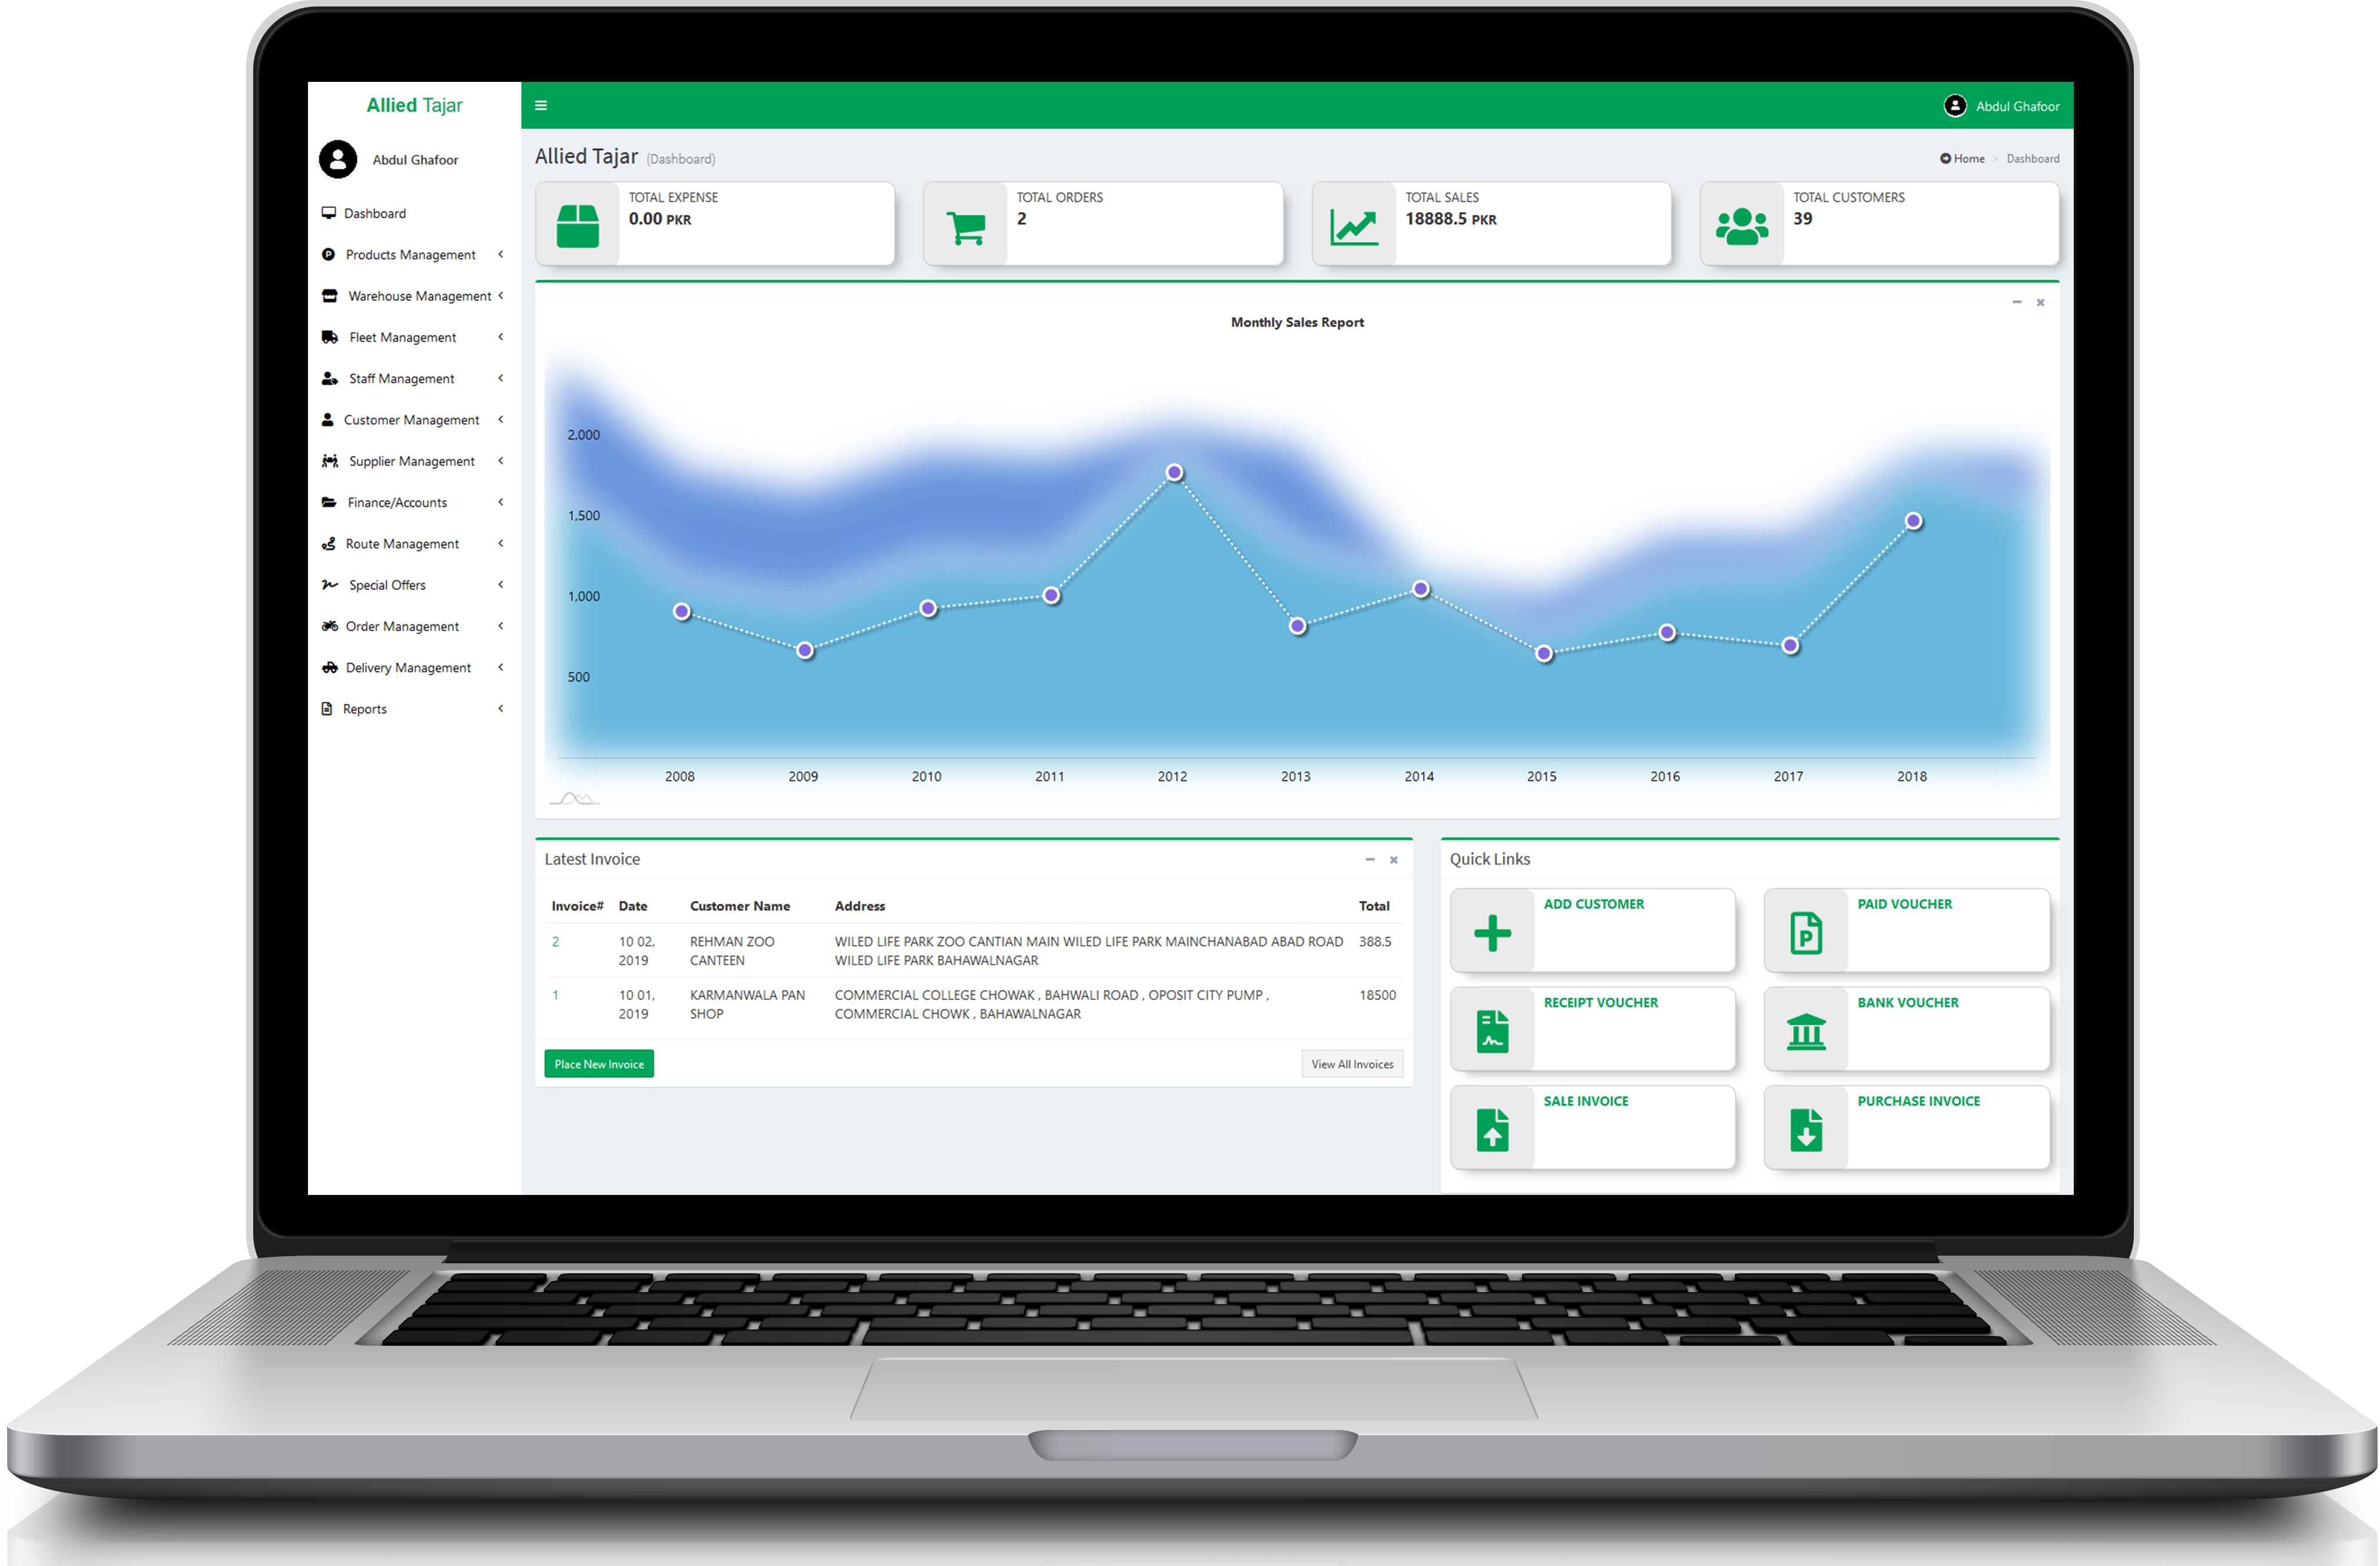 Allied Tajar
Abdul Ghafoor
Abdul Ghafoor
Dashboard
Products Management
Warehouse Management
Fleet Management
Staff Management
Customer Management
Supplier Management
Finance/Accounts
Route Management
Special Offers
Order Management
Delivery Management
Reports
Allied Tajar (Dashboard)
Home > Dashboard
TOTAL EXPENSE
0.00 PKR
TOTAL ORDERS
2
TOTAL SALES
18888.5 PKR
TOTAL CUSTOMERS
39
Monthly Sales Report
2,000
1,500
1,000
500
2008 2009 2010 2011 2012 2013 2014 2015 2016 2017 2018
Latest Invoice
Invoice# Date Customer Name Address Total
2 10 02, REHMAN ZOO WILED LIFE PARK ZOO CANTIAN MAIN WILED LIFE PARK MAINCHANABAD ABAD ROAD 388.5
2019 CANTEEN WILED LIFE PARK BAHAWALNAGAR
1 10 01, KARMANWALA PAN COMMERCIAL COLLEGE CHOWAK , BAHWALI ROAD , OPOSIT CITY PUMP , 18500
2019 SHOP COMMERCIAL CHOWK , BAHAWALNAGAR
Place New Invoice
View All Invoices
Quick Links
ADD CUSTOMER
PAID VOUCHER
P
RECEIPT VOUCHER
BANK VOUCHER
SALE INVOICE
PURCHASE INVOICE